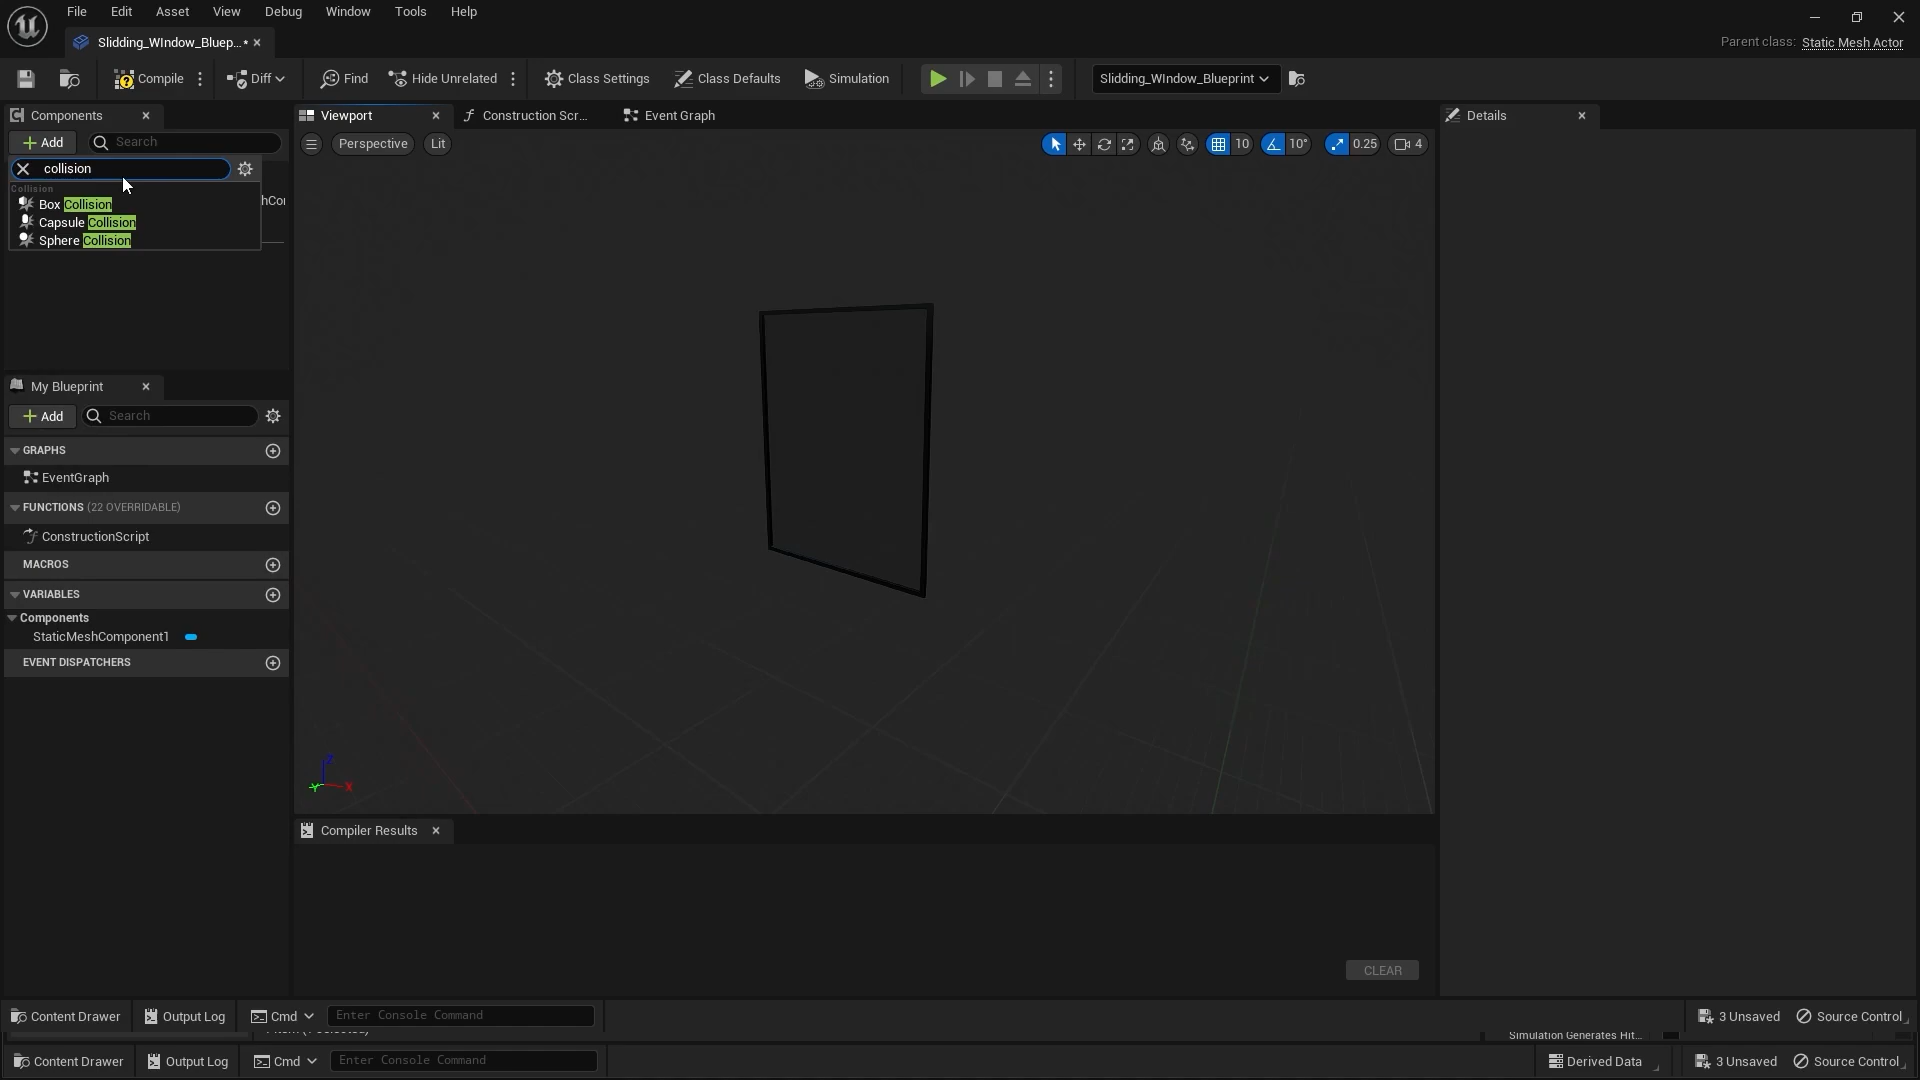 File Edit Asset View Debug Window Tools Help
Slidding_WIndow_Bluep...* Parent class: Static Mesh Actor
Compile Diff Find Hide Unrelated Class Settings Class Defaults Simulation Slidding_WIndow_Blueprint
Components Viewport Construction Scr... Event Graph Details
Add Search Perspective Lit 10 10° 0.25 4
collision
Collision
Box Collision
Capsule Collision
Sphere Collision
My Blueprint
Add Search
GRAPHS
EventGraph
FUNCTIONS (22 OVERRIDABLE)
ConstructionScript
MACROS
VARIABLES
Components
StaticMeshComponent1
EVENT DISPATCHERS
Z
Y X
Compiler Results
CLEAR
Content Drawer Output Log Cmd Enter Console Command 3 Unsaved Source Control
Simulation Generates Hit...
Content Drawer Output Log Cmd Enter Console Command Derived Data 3 Unsaved Source Control